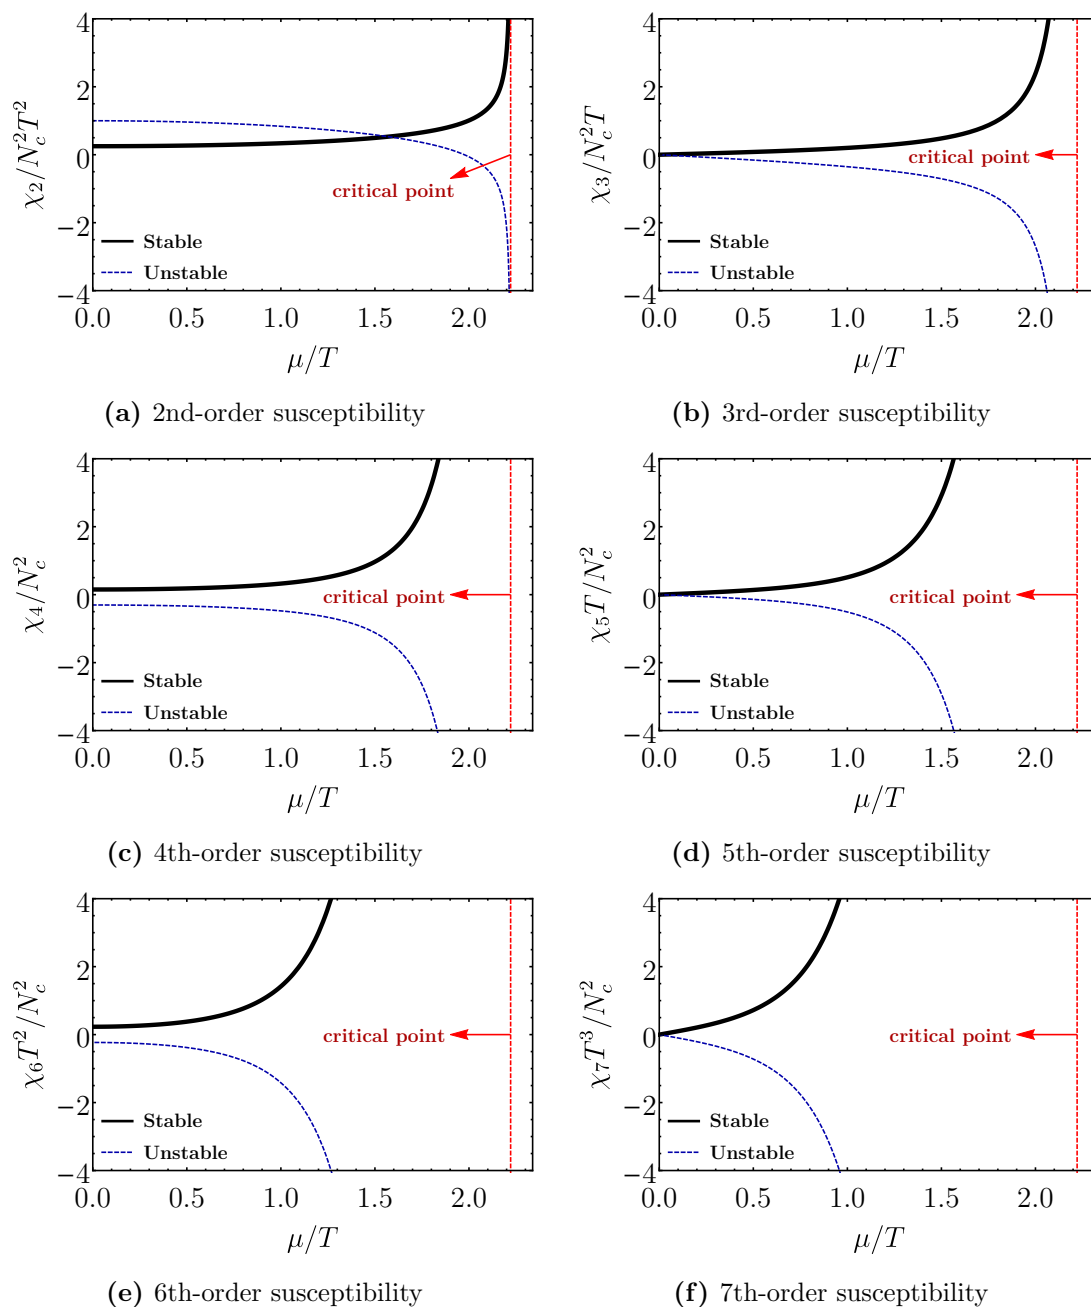 χ₂/N_c²T²
4
2
0
−2
−4
critical point
Stable
Unstable
0.0 0.5 1.0 1.5 2.0
μ/T
(a) 2nd-order susceptibility
χ₃/N_c²T
4
2
0
−2
−4
critical point
Stable
Unstable
0.0 0.5 1.0 1.5 2.0
μ/T
(b) 3rd-order susceptibility
χ₄/N_c²
4
2
0
−2
−4
critical point
Stable
Unstable
0.0 0.5 1.0 1.5 2.0
μ/T
(c) 4th-order susceptibility
χ₅T/N_c²
4
2
0
−2
−4
critical point
Stable
Unstable
0.0 0.5 1.0 1.5 2.0
μ/T
(d) 5th-order susceptibility
χ₆T²/N_c²
4
2
0
−2
−4
critical point
Stable
Unstable
0.0 0.5 1.0 1.5 2.0
μ/T
(e) 6th-order susceptibility
χ₇T³/N_c²
4
2
0
−2
−4
critical point
Stable
Unstable
0.0 0.5 1.0 1.5 2.0
μ/T
(f) 7th-order susceptibility